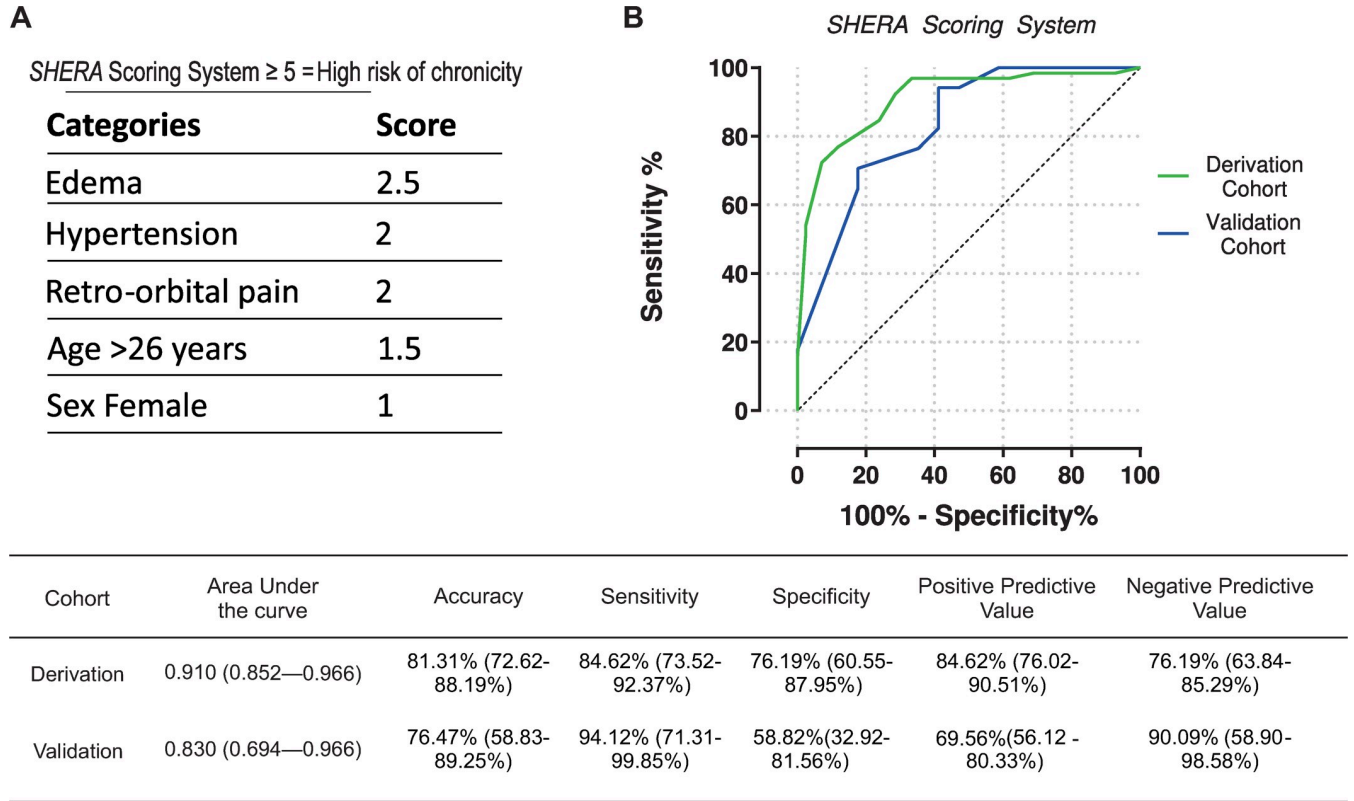 A
SHERA Scoring System ≥ 5 =High risk of chronicity
Categories Score
Edema 2.5
Hypertension 2
Retro-orbital pain 2
Age >26 years 1.5
Sex Female 1
B
SHERA Scoring System
Sensitivity %
100
80
60
40
20
0
0 20 40 60 80 100
100% - Specificity%
Derivation
Cohort
Validation
Cohort
Cohort Area Under the curve Accuracy Sensitivity Specificity Positive Predictive Value Negative Predictive Value
Derivation 0.910 (0.852—0.966) 81.31% (72.62-88.19%) 84.62% (73.52-92.37%) 76.19% (60.55-87.95%) 84.62% (76.02-90.51%) 76.19% (63.84-85.29%)
Validation 0.830 (0.694—0.966) 76.47% (58.83-89.25%) 94.12% (71.31-99.85%) 58.82%(32.92-81.56%) 69.56%(56.12 -80.33%) 90.09% (58.90-98.58%)